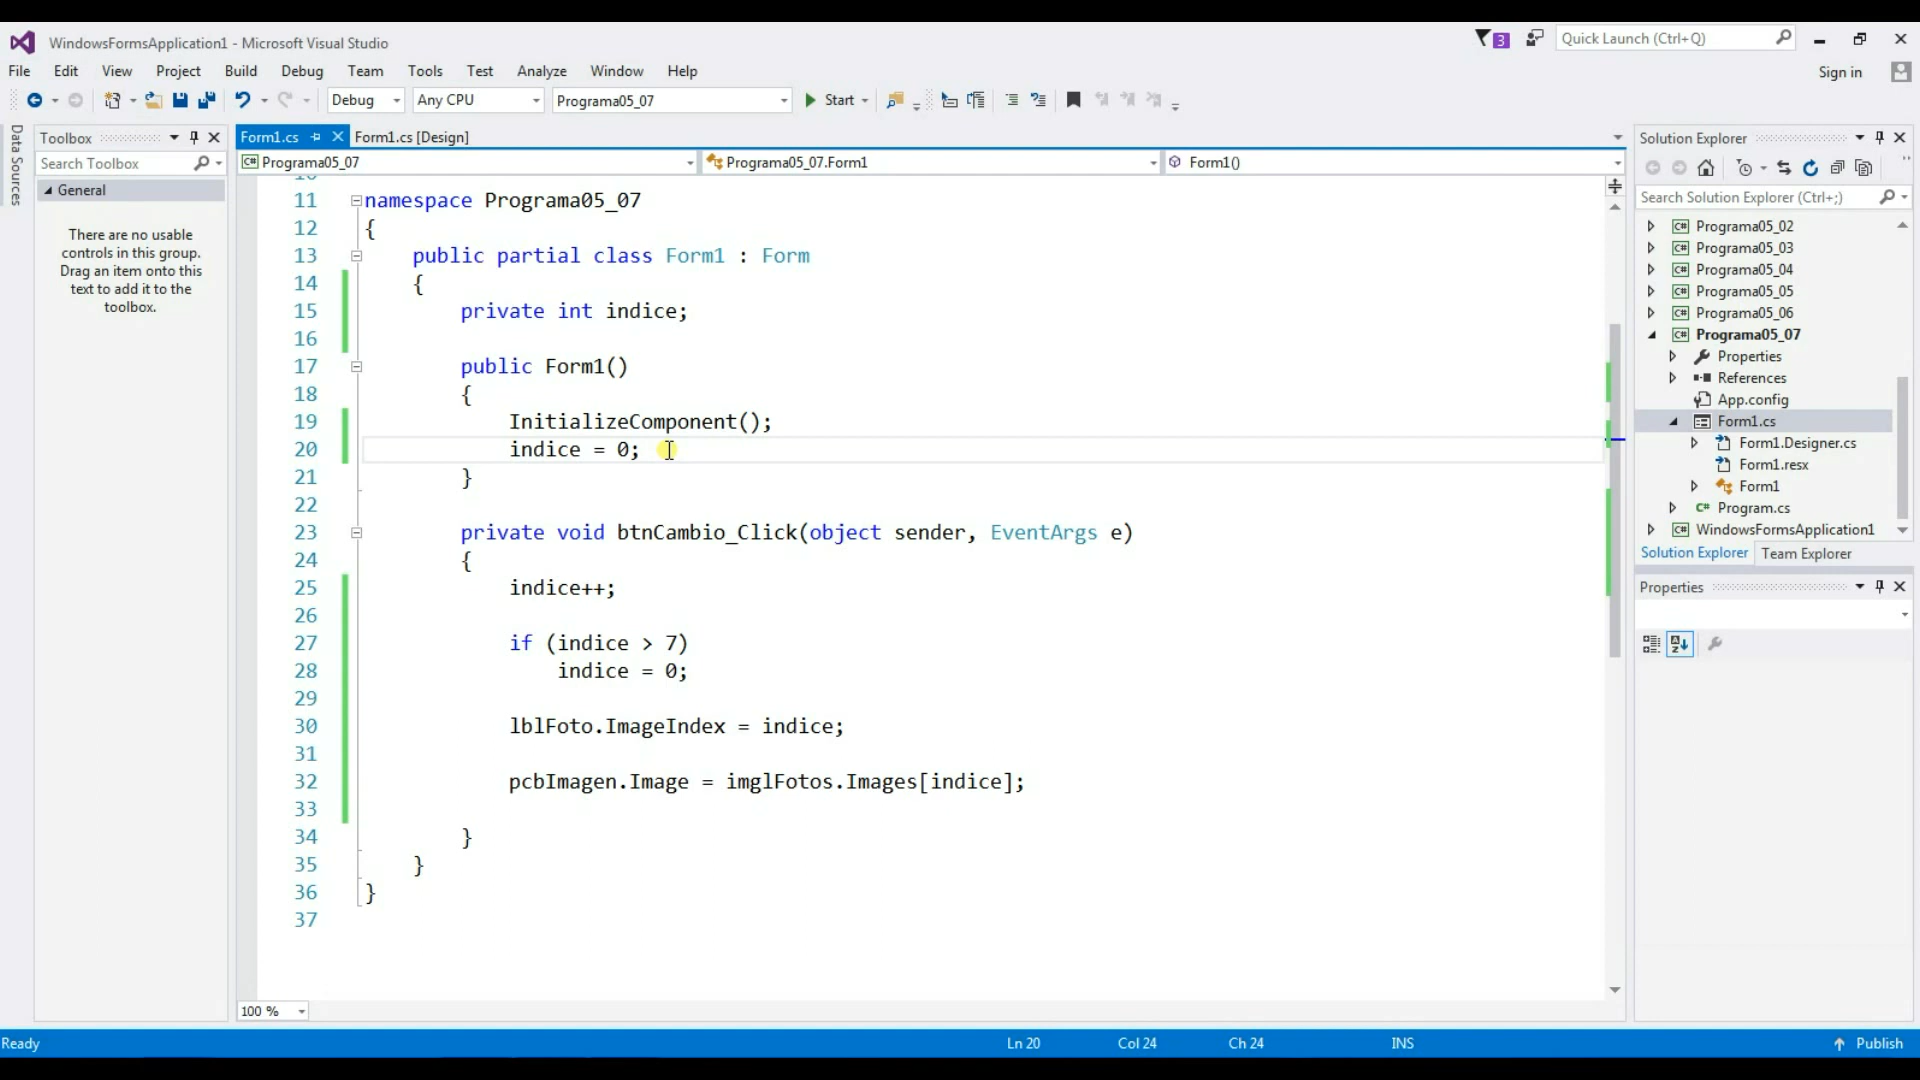 WindowsFormsApplication1 - Microsoft Visual Studio
3
Quick Launch (Ctrl+Q)
File Edit View Project Build Debug Team Tools Test Analyze Window Help
Sign in
Debug Any CPU Programa05_07 Start
Data Sources
Toolbox
Search Toolbox
General
There are no usable
controls in this group.
Drag an item onto this
text to add it to the
toolbox.
Form1.cs Form1.cs [Design]
Programa05_07 Programa05_07.Form1 Form1()
11 namespace Programa05_07
12 {
13 public partial class Form1 : Form
14 {
15 private int indice;
16
17 public Form1()
18 {
19 InitializeComponent();
20 indice = 0;
21 }
22
23 private void btnCambio_Click(object sender, EventArgs e)
24 {
25 indice++;
26
27 if (indice > 7)
28 indice = 0;
29
30 lblFoto.ImageIndex = indice;
31
32 pcbImagen.Image = imglFotos.Images[indice];
33
34 }
35 }
36 }
37
100 %
Solution Explorer
Search Solution Explorer (Ctrl+;)
C# Programa05_02
C# Programa05_03
C# Programa05_04
C# Programa05_05
C# Programa05_06
C# Programa05_07
Properties
References
App.config
Form1.cs
Form1.Designer.cs
Form1.resx
Form1
C# Program.cs
C# WindowsFormsApplication1
Solution Explorer Team Explorer
Properties
Ready Ln 20 Col 24 Ch 24 INS Publish